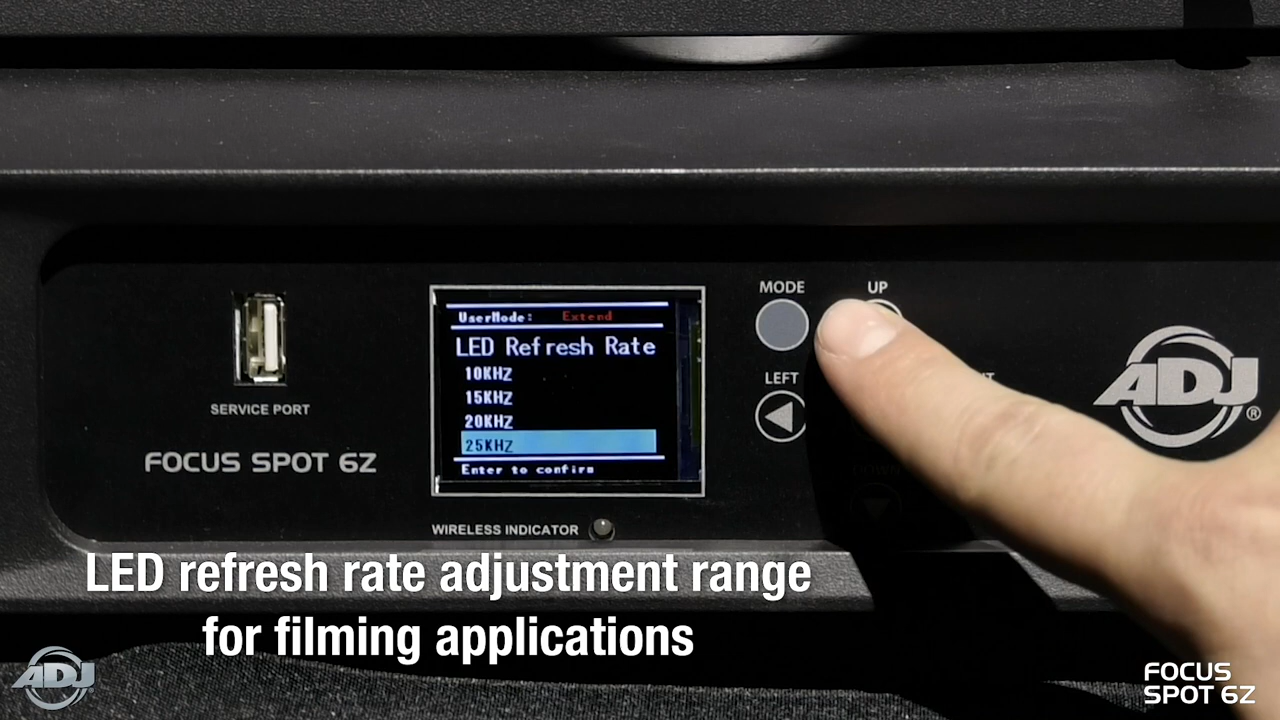 MODE
UP
UserMode: Extend
LED Refresh Rate
10KHZ
15KHZ
20KHZ
25KHZ
Enter to confirm
LEFT
SERVICE PORT
FOCUS SPOT 6Z
WIRELESS INDICATOR
ADJ®
LED refresh rate adjustment range
for filming applications
ADJ
FOCUS
SPOT 6Z